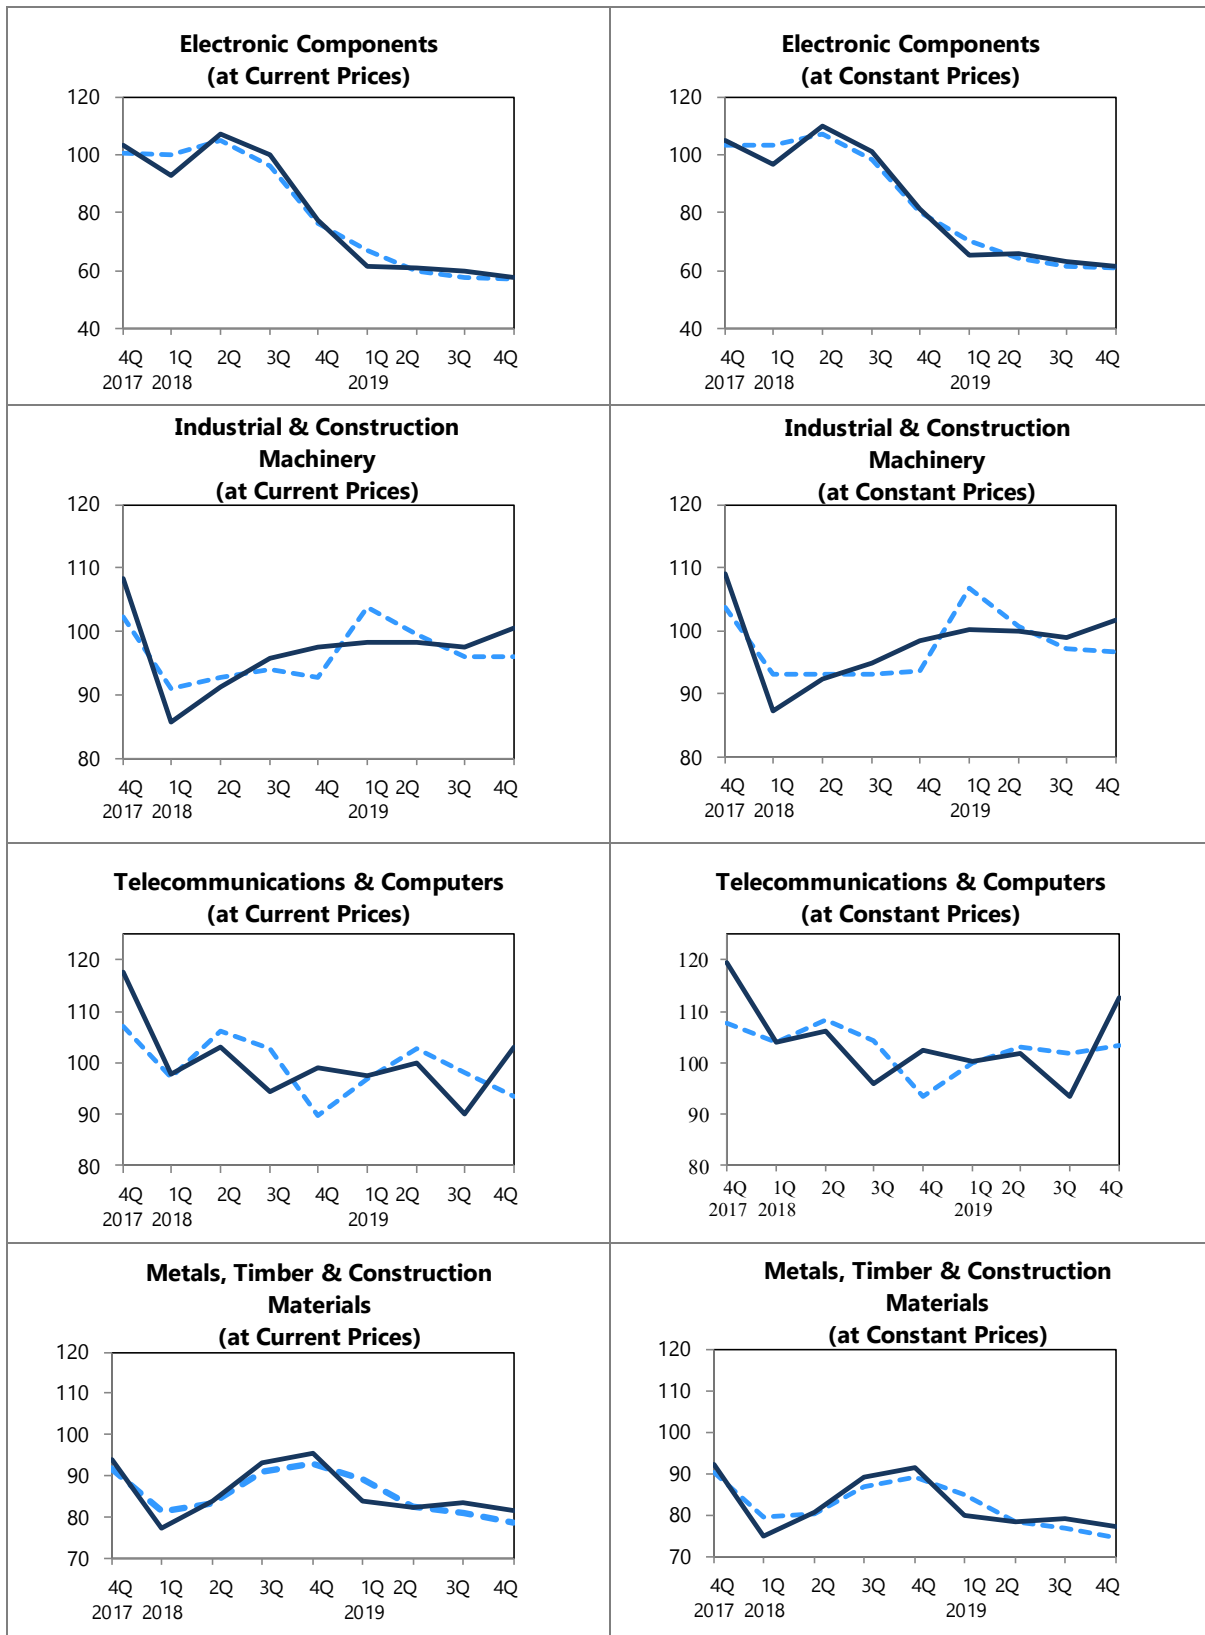 Electronic Components
(at Current Prices)
120
100
80
60
40
4Q 1Q 2Q 3Q 4Q 1Q 2Q 3Q 4Q
2017 2018 2019
Electronic Components
(at Constant Prices)
120
100
80
60
40
4Q 1Q 2Q 3Q 4Q 1Q 2Q 3Q 4Q
2017 2018 2019
Industrial & Construction
Machinery
(at Current Prices)
120
110
100
90
80
4Q 1Q 2Q 3Q 4Q 1Q 2Q 3Q 4Q
2017 2018 2019
Industrial & Construction
Machinery
(at Constant Prices)
120
110
100
90
80
4Q 1Q 2Q 3Q 4Q 1Q 2Q 3Q 4Q
2017 2018 2019
Telecommunications & Computers
(at Current Prices)
120
110
100
90
80
4Q 1Q 2Q 3Q 4Q 1Q 2Q 3Q 4Q
2017 2018 2019
Telecommunications & Computers
(at Constant Prices)
120
110
100
90
80
4Q 1Q 2Q 3Q 4Q 1Q 2Q 3Q 4Q
2017 2018 2019
Metals, Timber & Construction
Materials
(at Current Prices)
120
110
100
90
80
70
4Q 1Q 2Q 3Q 4Q 1Q 2Q 3Q 4Q
2017 2018 2019
Metals, Timber & Construction
Materials
(at Constant Prices)
120
110
100
90
80
70
4Q 1Q 2Q 3Q 4Q 1Q 2Q 3Q 4Q
2017 2018 2019